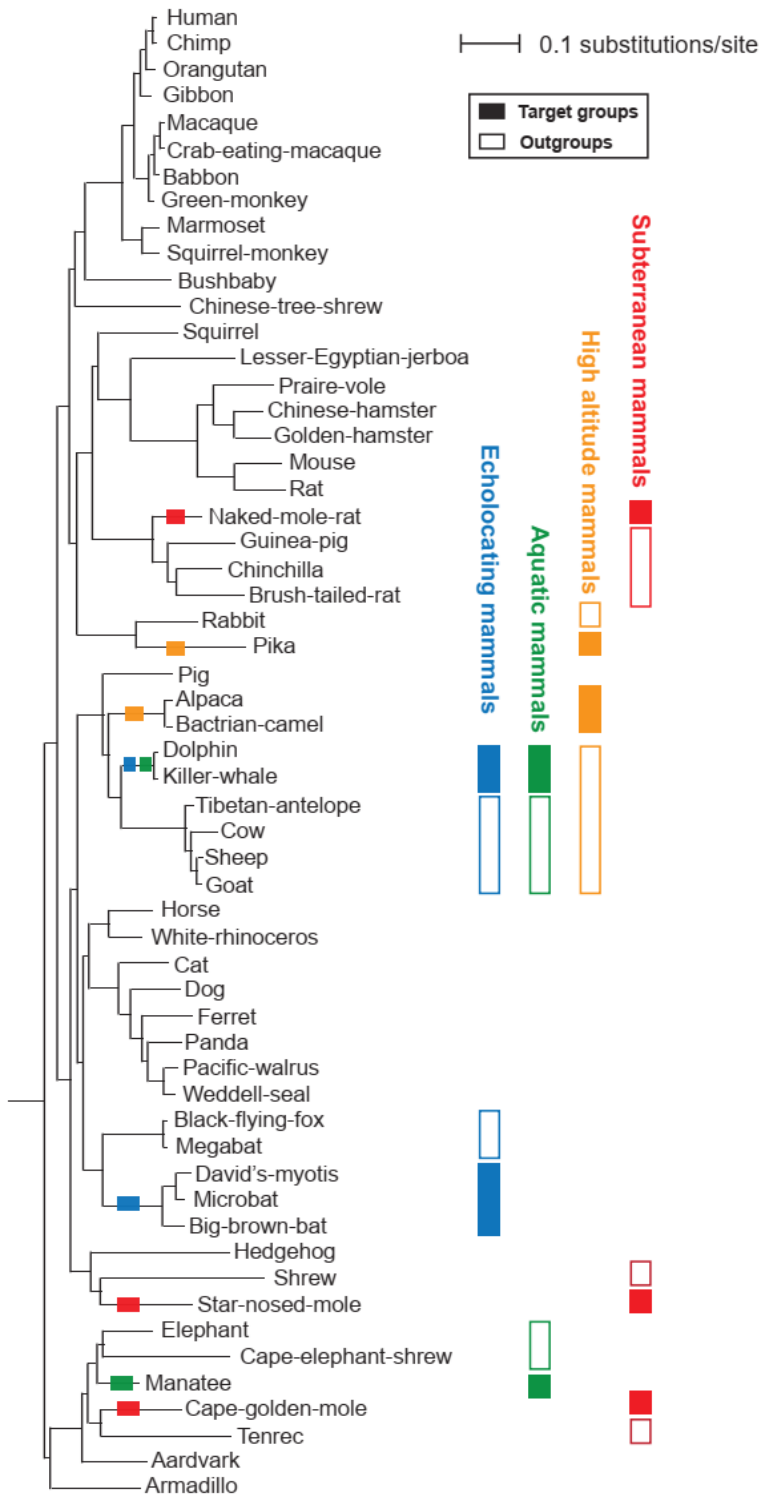 Human
Chimp
Orangutan
Gibbon
Macaque
Crab-eating-macaque
Babbon
Green-monkey
Marmoset
Squirrel-monkey
Bushbaby
Chinese-tree-shrew
Squirrel
Lesser-Egyptian-jerboa
Praire-vole
Chinese-hamster
Golden-hamster
Mouse
Rat
Naked-mole-rat
Guinea-pig
Chinchilla
Brush-tailed-rat
Rabbit
Pika
Pig
Alpaca
Bactrian-camel
Dolphin
Killer-whale
Tibetan-antelope
Cow
Sheep
Goat
Horse
White-rhinoceros
Cat
Dog
Ferret
Panda
Pacific-walrus
Weddell-seal
Black-flying-fox
Megabat
David's-myotis
Microbat
Big-brown-bat
Hedgehog
Shrew
Star-nosed-mole
Elephant
Cape-elephant-shrew
Manatee
Cape-golden-mole
Tenrec
Aardvark
Armadillo
0.1 substitutions/site
Target groups
Outgroups
Echolocating mammals
Aquatic mammals
High altitude mammals
Subterranean mammals